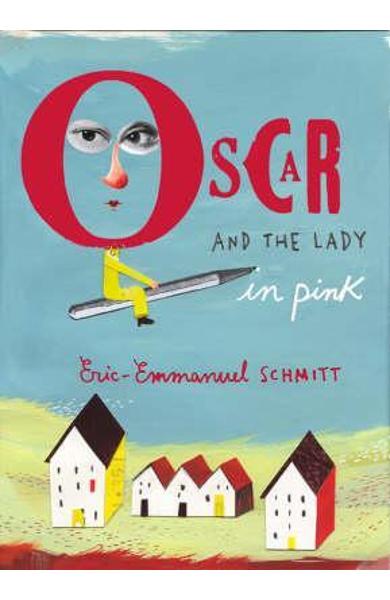 OSCAR
AND THE LADY
in pink
Eric-Emmanuel SCHMITT